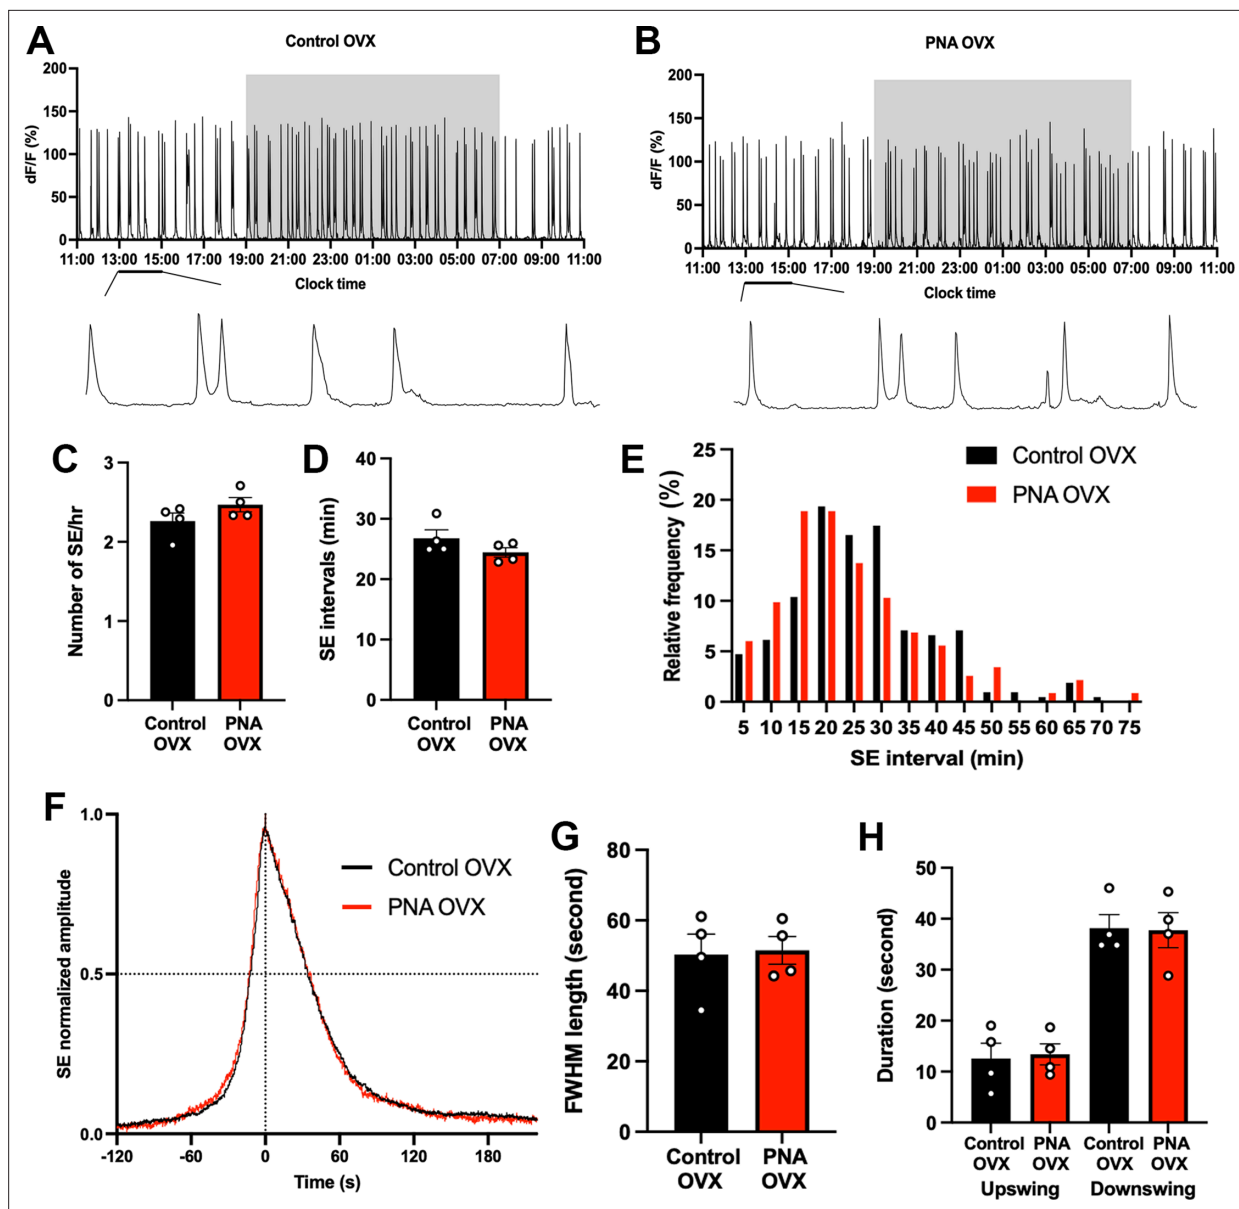 A
Control OVX
dF/F (%)
200
150
100
50
0
11:00 13:00 15:00 17:00 19:00 21:00 23:00 01:00 03:00 05:00 07:00 09:00 11:00
Clock time
B
PNA OVX
dF/F (%)
200
150
100
50
0
11:00 13:00 15:00 17:00 19:00 21:00 23:00 01:00 03:00 05:00 07:00 09:00 11:00
Clock time
C
Number of SE/hr
3
2
1
0
Control OVX
PNA OVX
D
SE intervals (min)
40
30
20
10
0
Control OVX
PNA OVX
E
Relative frequency (%)
25
20
15
10
5
0
Control OVX
PNA OVX
5 10 15 20 25 30 35 40 45 50 55 60 65 70 75
SE interval (min)
F
SE normalized amplitude
1.0
0.5
0.0
Control OVX
PNA OVX
-120 -60 0 60 120 180
Time (s)
G
FWHM length (second)
80
60
40
20
0
Control OVX
PNA OVX
H
Duration (second)
50
40
30
20
10
0
Control OVX
PNA OVX
Control OVX
PNA OVX
Upswing Downswing